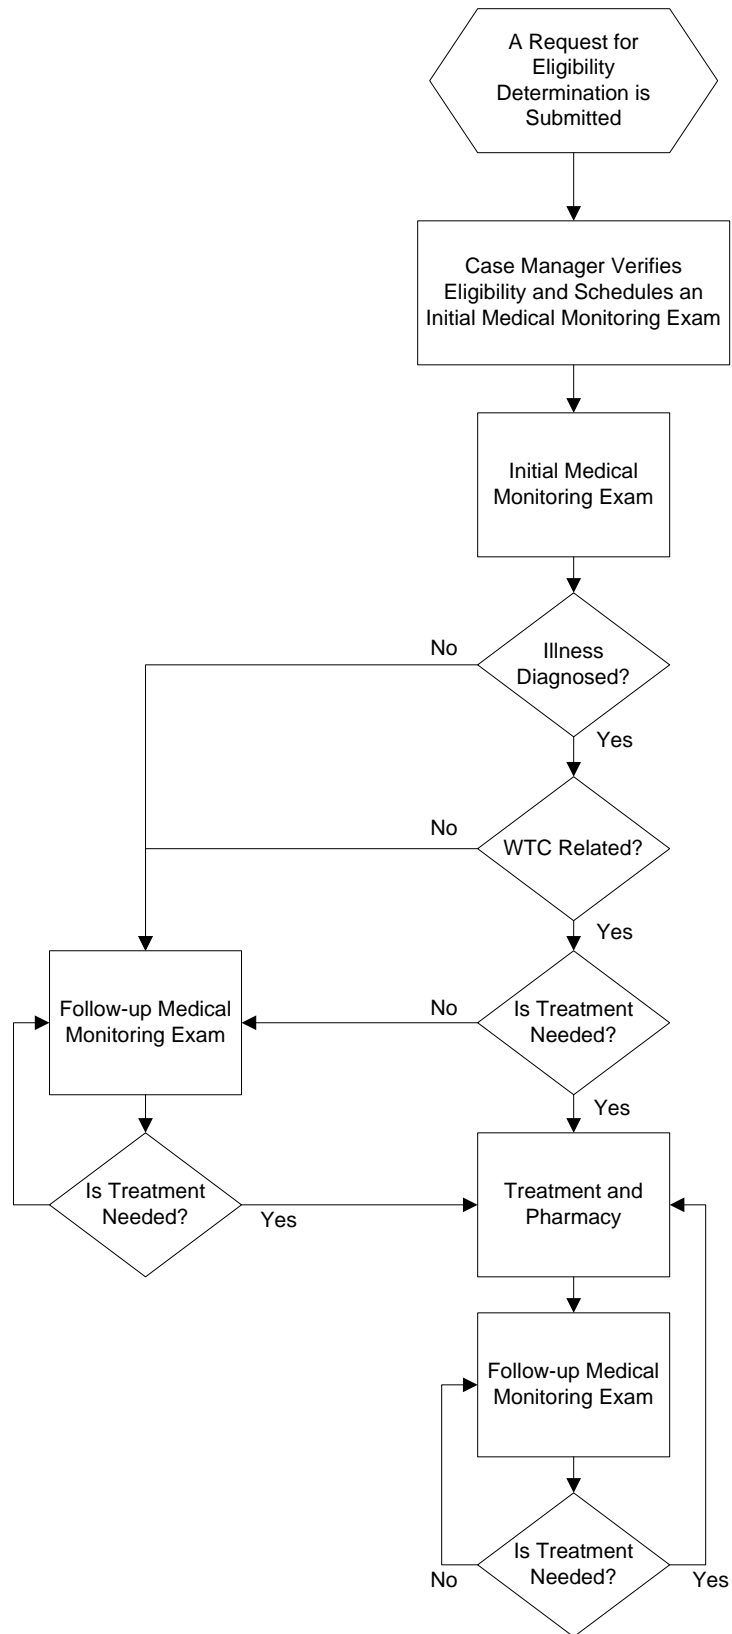 A Request for
Eligibility
Determination is
Submitted
Case Manager Verifies
Eligibility and Schedules an
Initial Medical Monitoring Exam
Initial Medical
Monitoring Exam
No
Illness
Diagnosed?
Yes
No
WTC Related?
Yes
Follow-up Medical
Monitoring Exam
No
Is Treatment
Needed?
Yes
Is Treatment
Needed?
Yes
Treatment and
Pharmacy
Follow-up Medical
Monitoring Exam
Is Treatment
Needed?
No
Yes